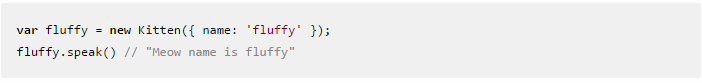 var fluffy = new Kitten({ name: 'fluffy' });
fluffy.speak() // "Meow name is fluffy"